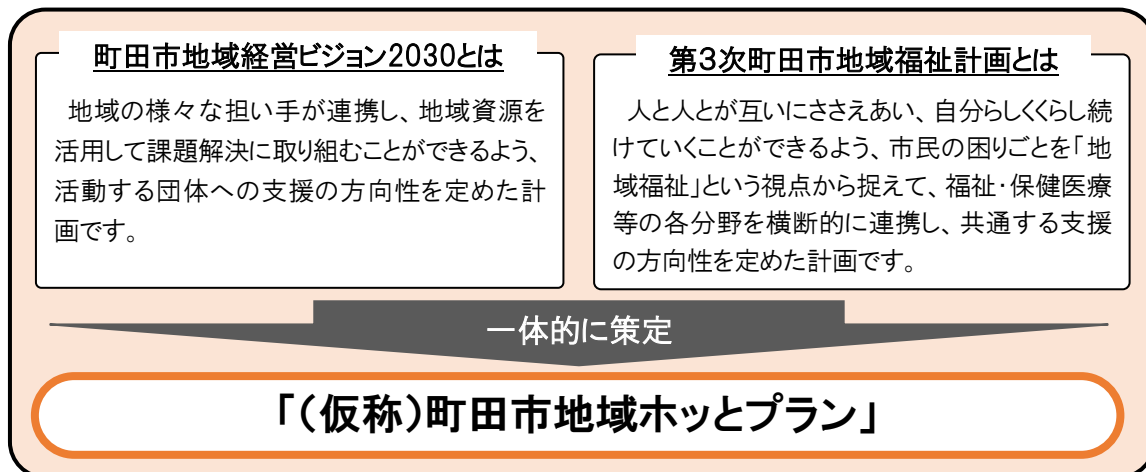 町田市地域経営ビジョン2030とは
地域の様々な担い手が連携し、地域資源を
活用して課題解決に取り組むことができるよう、
活動する団体への支援の方向性を定めた計
画です。
第3次町田市地域福祉計画とは
人と人とが互いにささえあい、自分らしくくらし続
けていくことができるよう、市民の困りごとを「地
域福祉」という視点から捉えて、福祉・保健医療
等の各分野を横断的に連携し、共通する支援
の方向性を定めた計画です。
一体的に策定
「(仮称)町田市地域ホッとプラン」